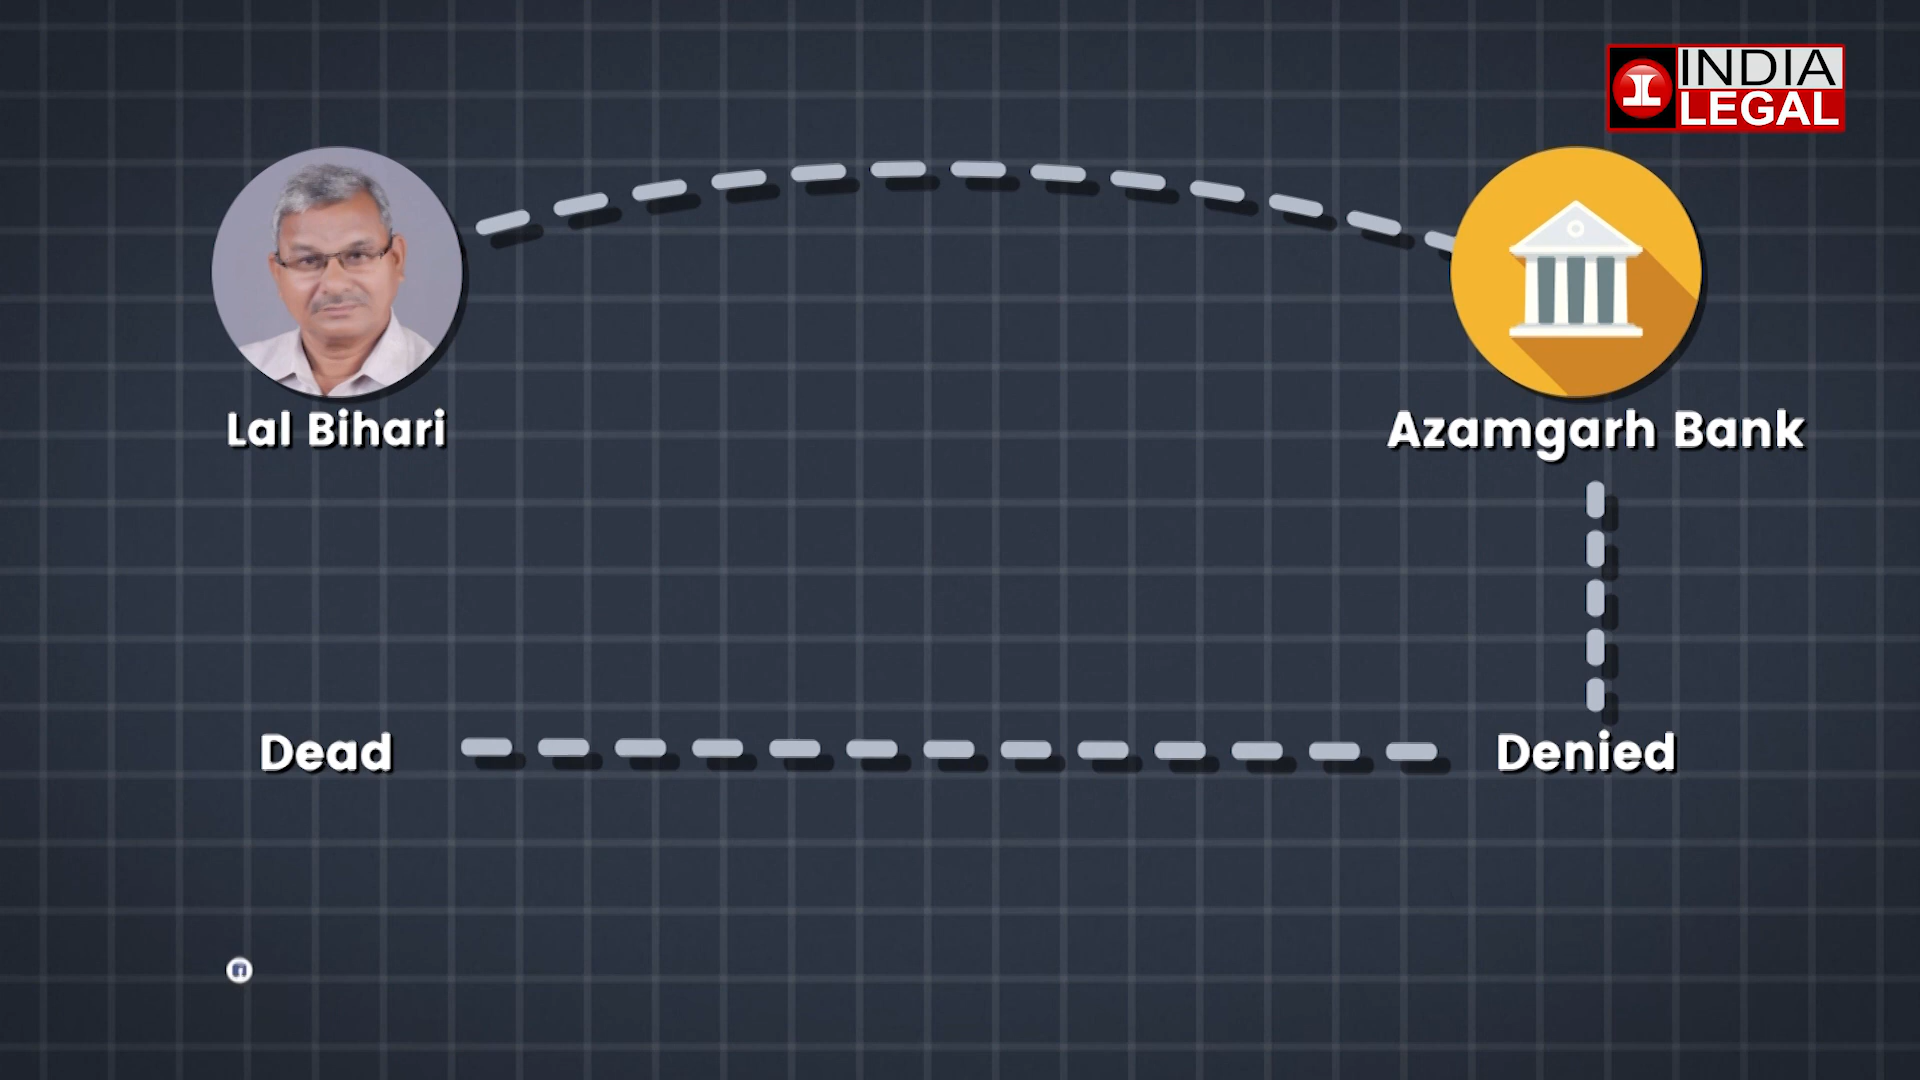 INDIA
LEGAL
Lal Bihari
Azamgarh Bank
Dead
Denied